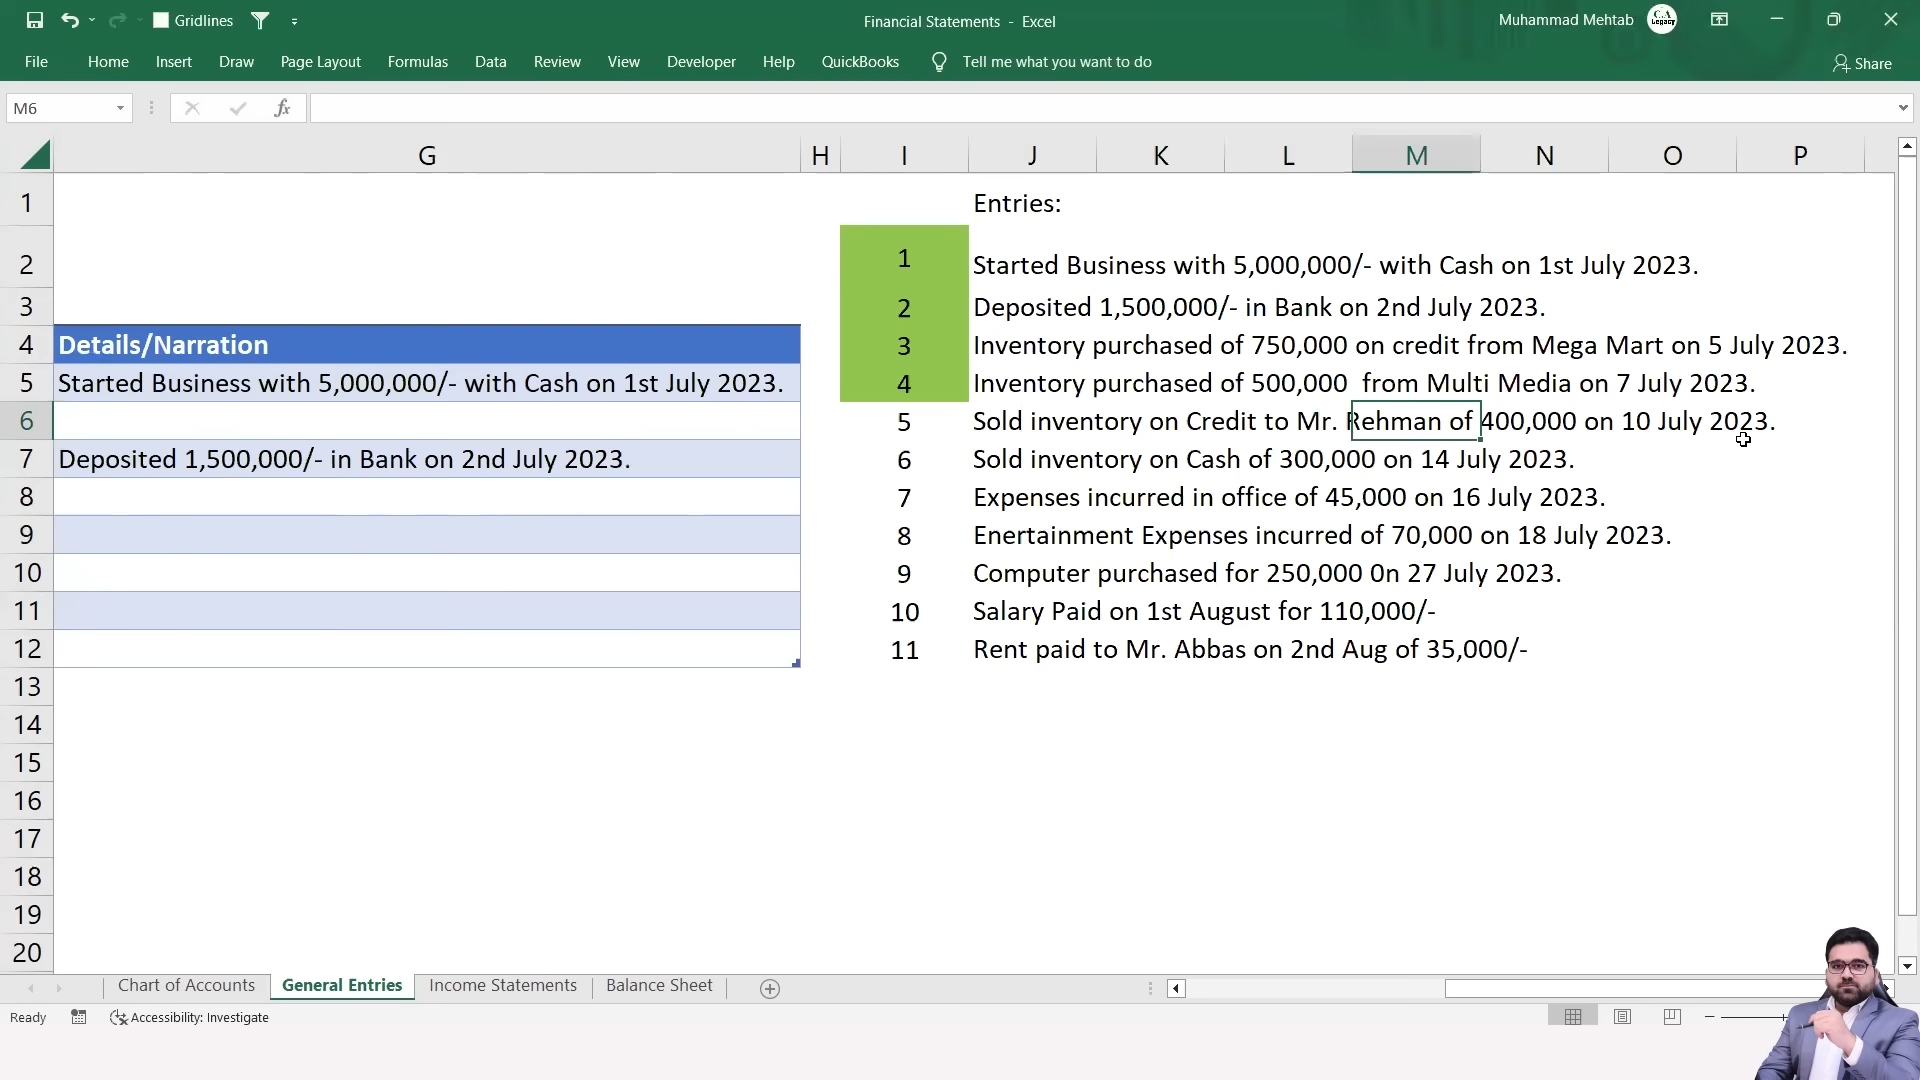 Gridlines
Financial Statements - Excel
Muhammad Mehtab
CA Legacy
File Home Insert Draw Page Layout Formulas Data Review View Developer Help QuickBooks Tell me what you want to do
Share
M6
fx
G H I J K L M N O P
1 Entries:
2 1 Started Business with 5,000,000/- with Cash on 1st July 2023.
3 2 Deposited 1,500,000/- in Bank on 2nd July 2023.
4 Details/Narration 3 Inventory purchased of 750,000 on credit from Mega Mart on 5 July 2023.
5 Started Business with 5,000,000/- with Cash on 1st July 2023. 4 Inventory purchased of 500,000  from Multi Media on 7 July 2023.
6 5 Sold inventory on Credit to Mr. Rehman of 400,000 on 10 July 2023.
7 Deposited 1,500,000/- in Bank on 2nd July 2023. 6 Sold inventory on Cash of 300,000 on 14 July 2023.
8 7 Expenses incurred in office of 45,000 on 16 July 2023.
9 8 Enertainment Expenses incurred of 70,000 on 18 July 2023.
10 9 Computer purchased for 250,000 0n 27 July 2023.
11 10 Salary Paid on 1st August for 110,000/-
12 11 Rent paid to Mr. Abbas on 2nd Aug of 35,000/-
13
14
15
16
17
18
19
20
Chart of Accounts General Entries Income Statements Balance Sheet
Ready Accessibility: Investigate